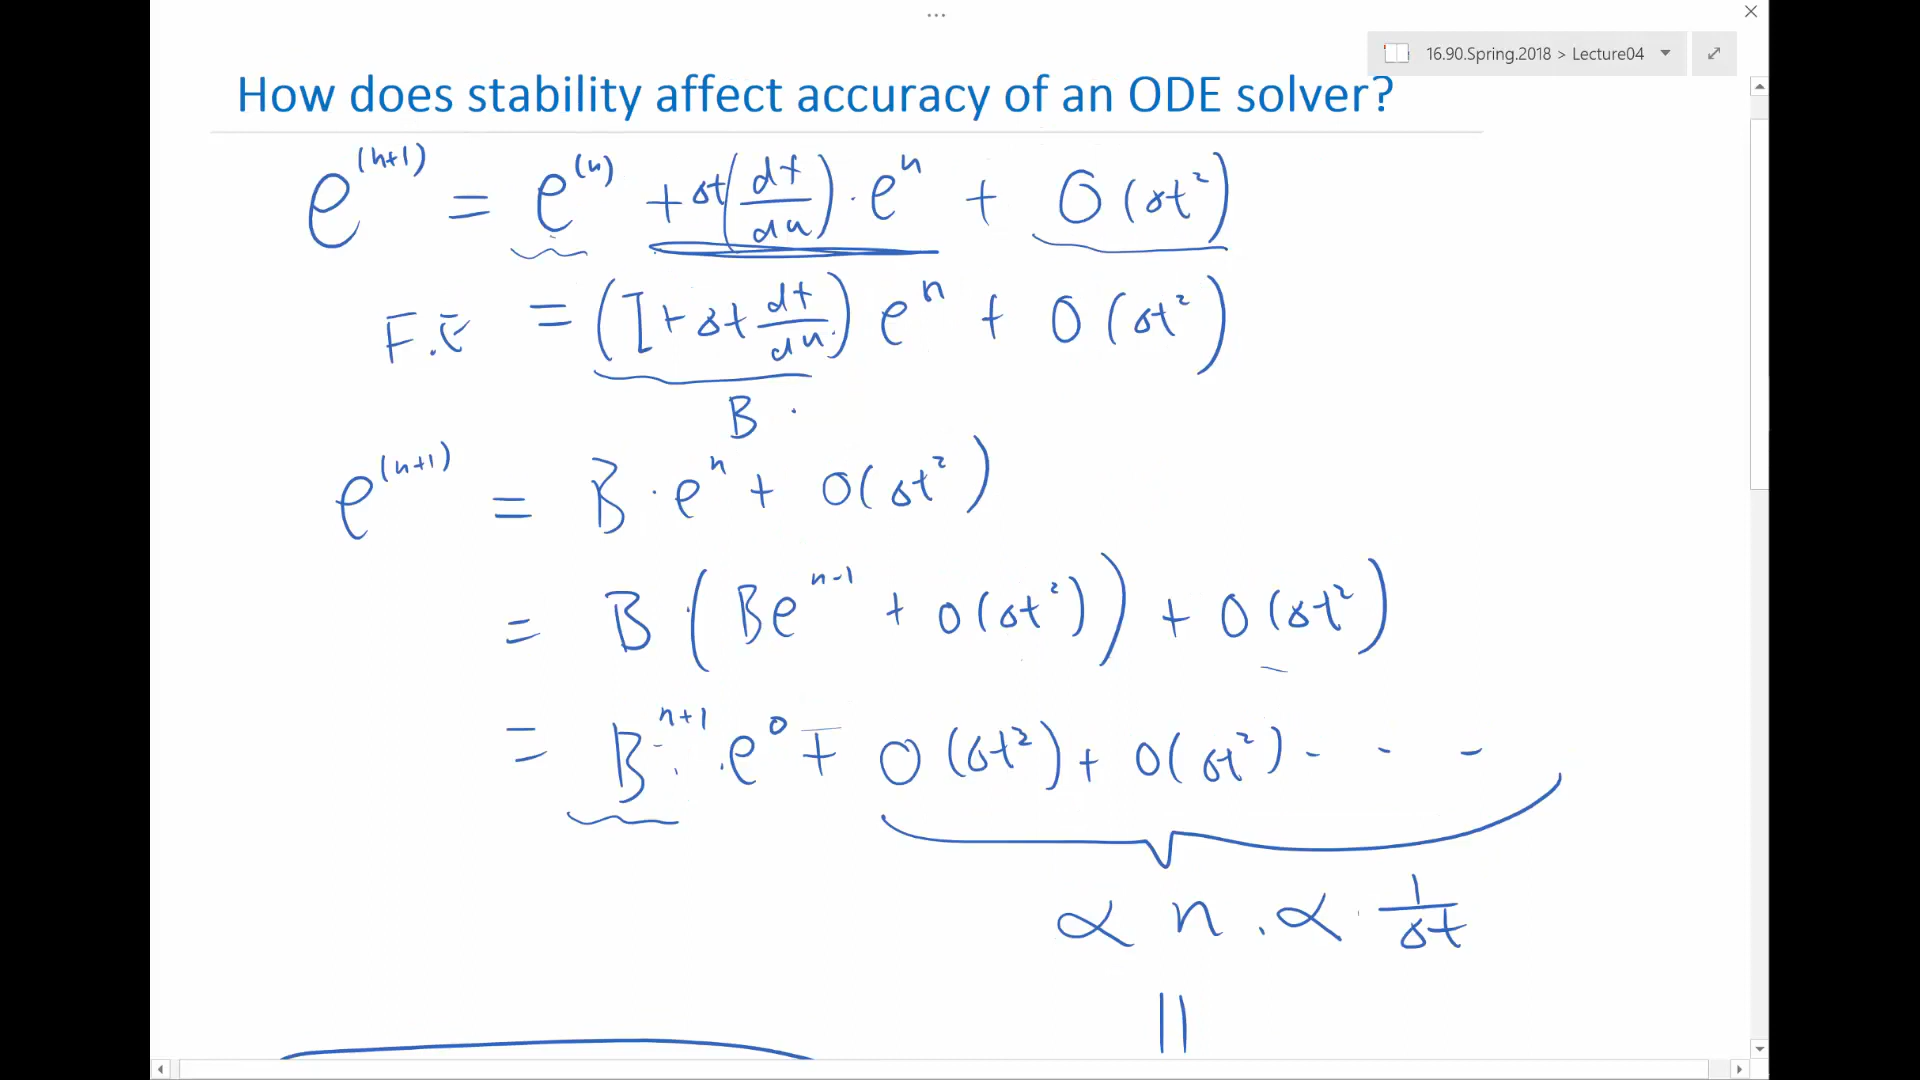 ...
16.90.Spring.2018 > Lecture04
How does stability affect accuracy of an ODE solver?
e^(n+1) = e^(n) + δt (df/du) · e^n + O(δt²)
F.E = (I + δt df/du) e^n + O(δt²)
B
e^(n+1) = B · e^n + O(δt²)
= B · (B e^n-1 + O(δt²)) + O(δt²)
= B^n+1 · e^0 + O(δt²) + O(δt²) - - -
∝ n . ∝ 1/δt
||